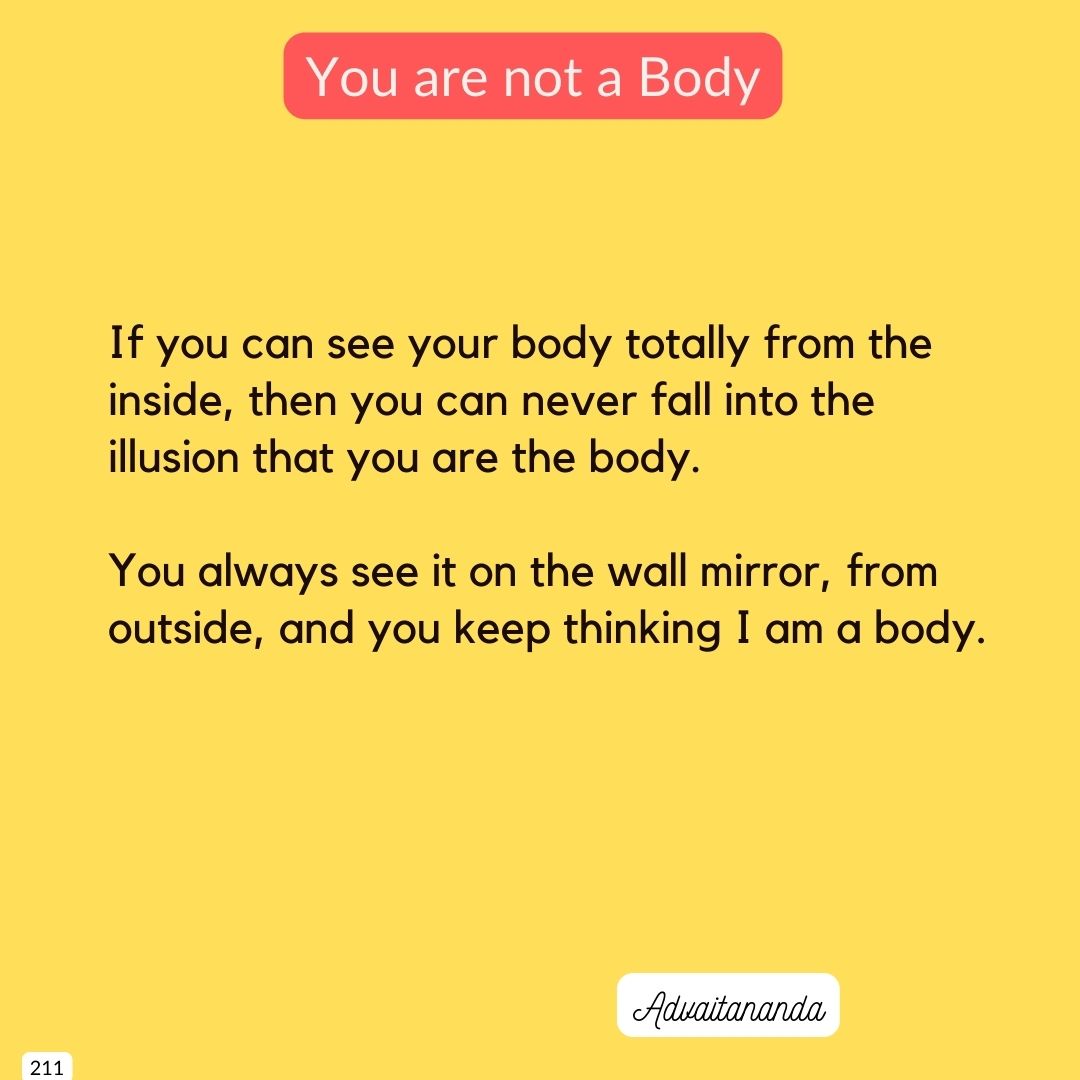 You are not a Body
If you can see your body totally from the
inside, then you can never fall into the
illusion that you are the body.
You always see it on the wall mirror, from
outside, and you keep thinking I am a body.
Advaitananda
211